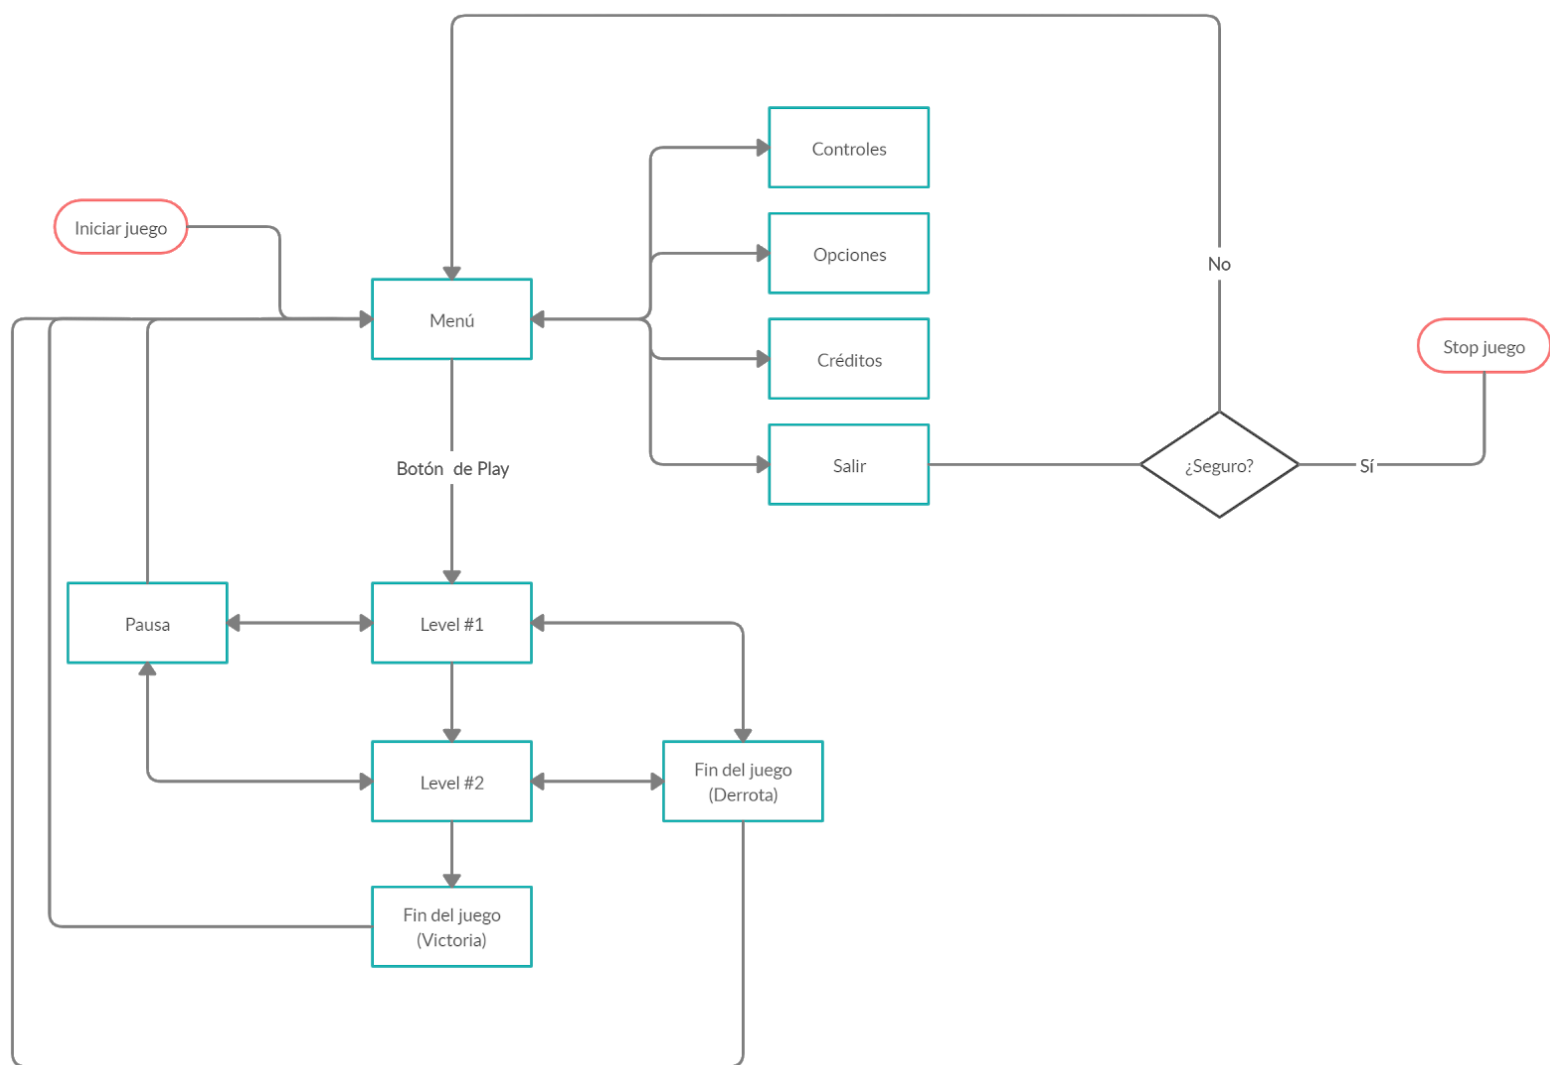 Controles
Iniciar juego
Opciones
No
Menú
Stop juego
Créditos
Botón  de Play
Salir
¿Seguro?
Sí
Pausa
Level #1
Level #2
Fin del juego
(Derrota)
Fin del juego
(Victoria)